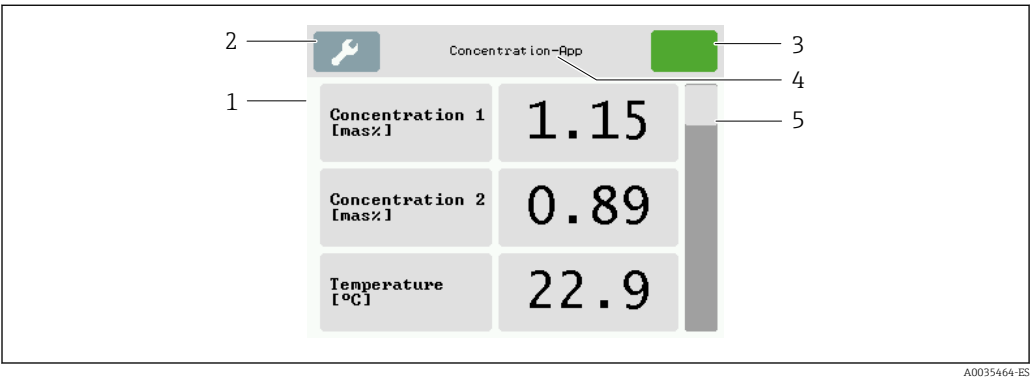 2
Concentration-App
3
4
1
Concentration 1
[mas%]
1.15
5
Concentration 2
[mas%]
0.89
Temperature
[ºC]
22.9
A0035464-ES